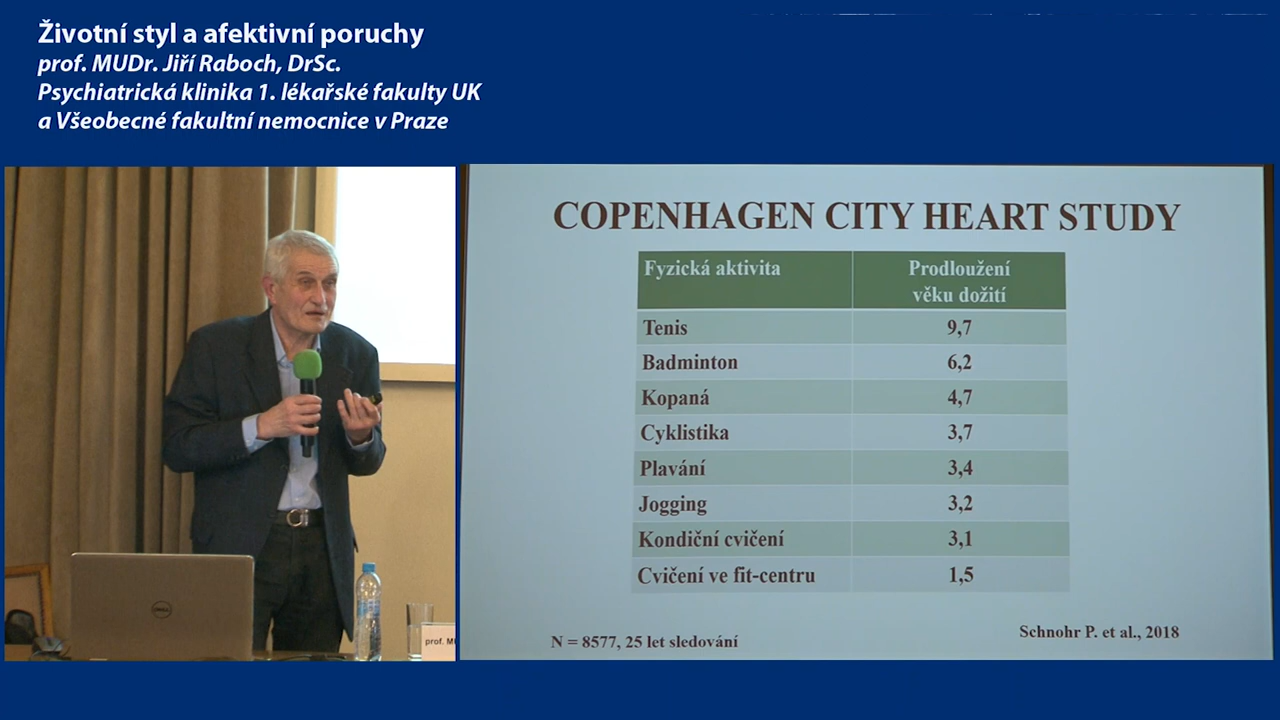 Životní styl a afektivní poruchy
prof. MUDr. Jiří Raboch, DrSc.
Psychiatrická klinika 1. lékařské fakulty UK
a Všeobecné fakultní nemocnice v Praze
COPENHAGEN CITY HEART STUDY
Fyzická aktivita Prodloužení
věku dožití
Tenis 9,7
Badminton 6,2
Kopaná 4,7
Cyklistika 3,7
Plavání 3,4
Jogging 3,2
Kondiční cvičení 3,1
Cvičení ve fit-centru 1,5
N = 8577, 25 let sledování
Schnohr P. et al., 2018
DELL
prof.